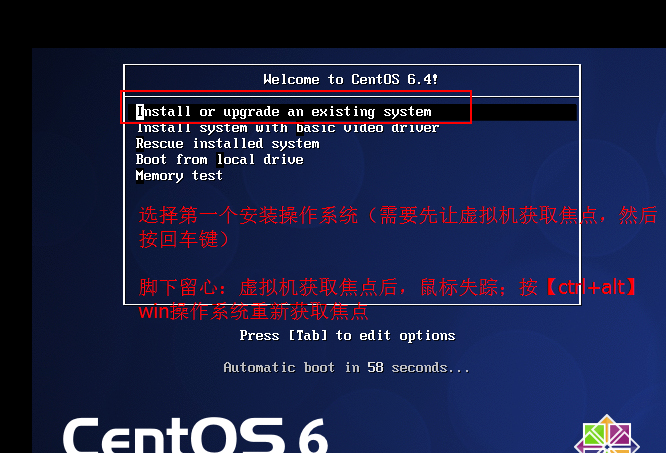 Welcome to CentOS 6.4!
Install or upgrade an existing system
Install system with basic video driver
Rescue installed system
Boot from local drive
Memory test
选择第一个安装操作系统（需要先让虚拟机获取焦点，然后
按回车键）
脚下留心：虚拟机获取焦点后，鼠标失踪；按【ctrl+alt】
win操作系统重新获取焦点
Press [Tab] to edit options
Automatic boot in 58 seconds...
CentOS 6